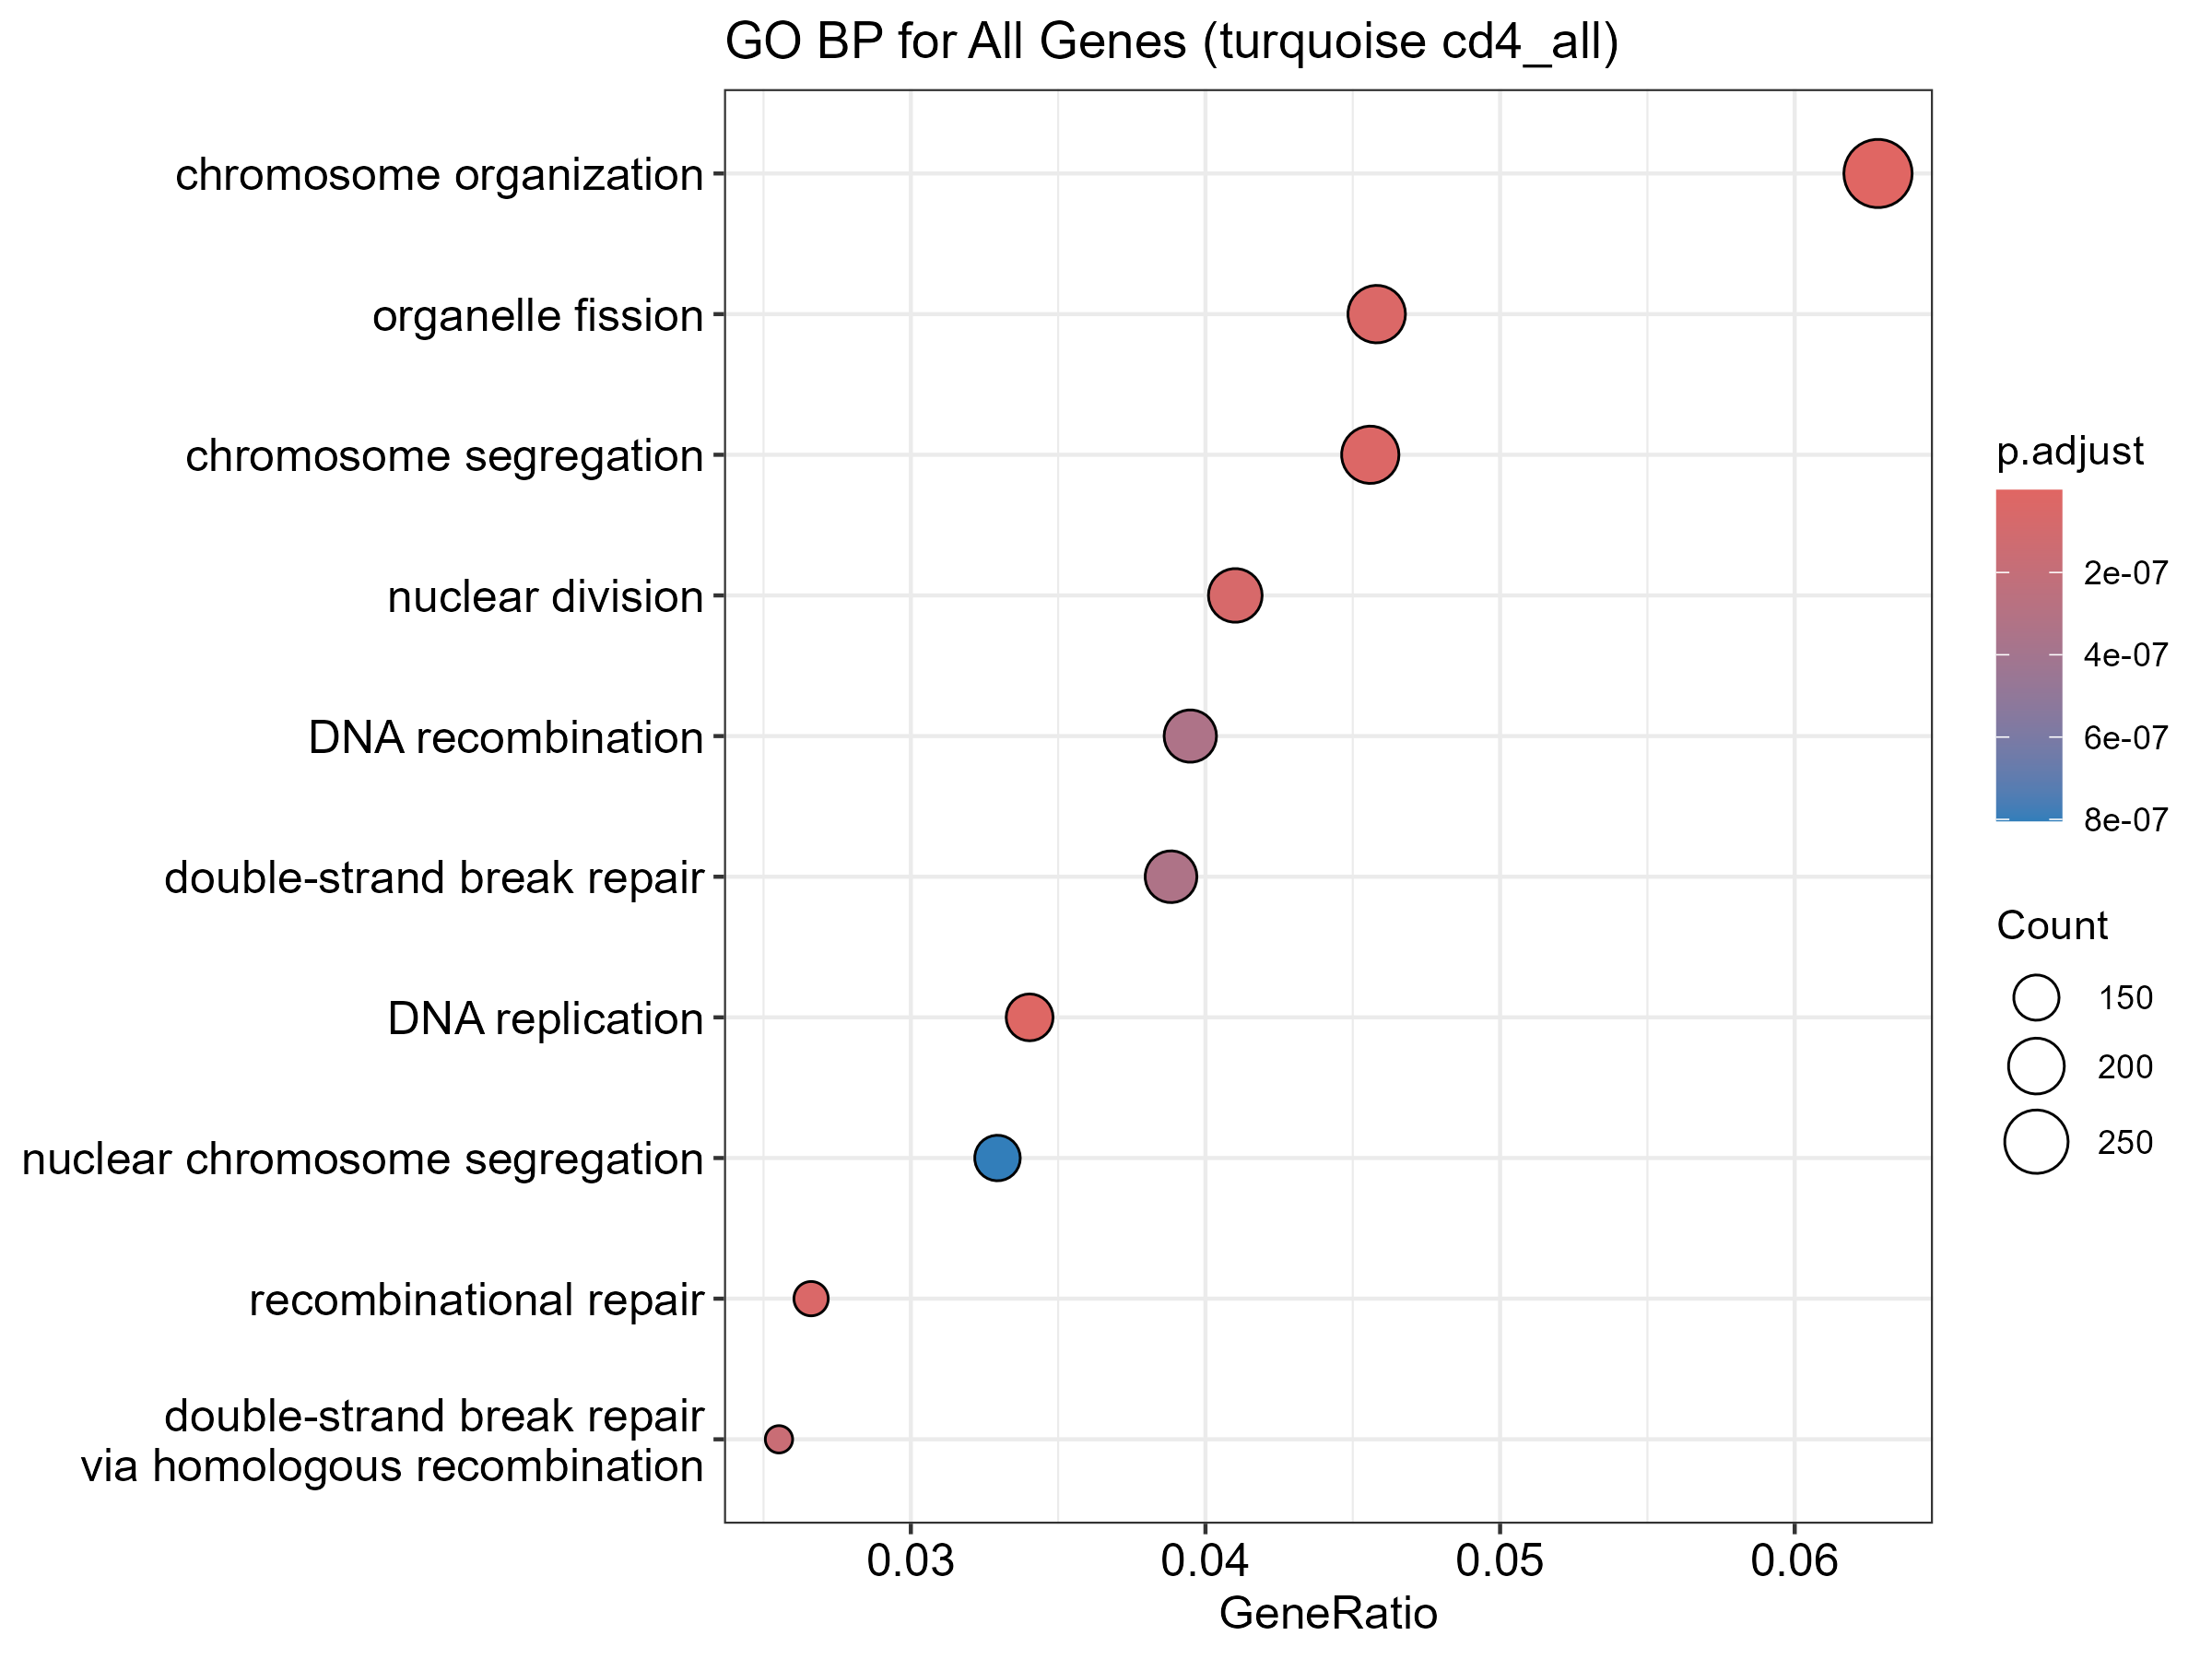 GO BP for All Genes (turquoise cd4_all)
chromosome organization
organelle fission
chromosome segregation
nuclear division
DNA recombination
double-strand break repair
DNA replication
nuclear chromosome segregation
recombinational repair
double-strand break repair
via homologous recombination
0.03
0.04
0.05
0.06
GeneRatio
p.adjust
2e-07
4e-07
6e-07
8e-07
Count
150
200
250